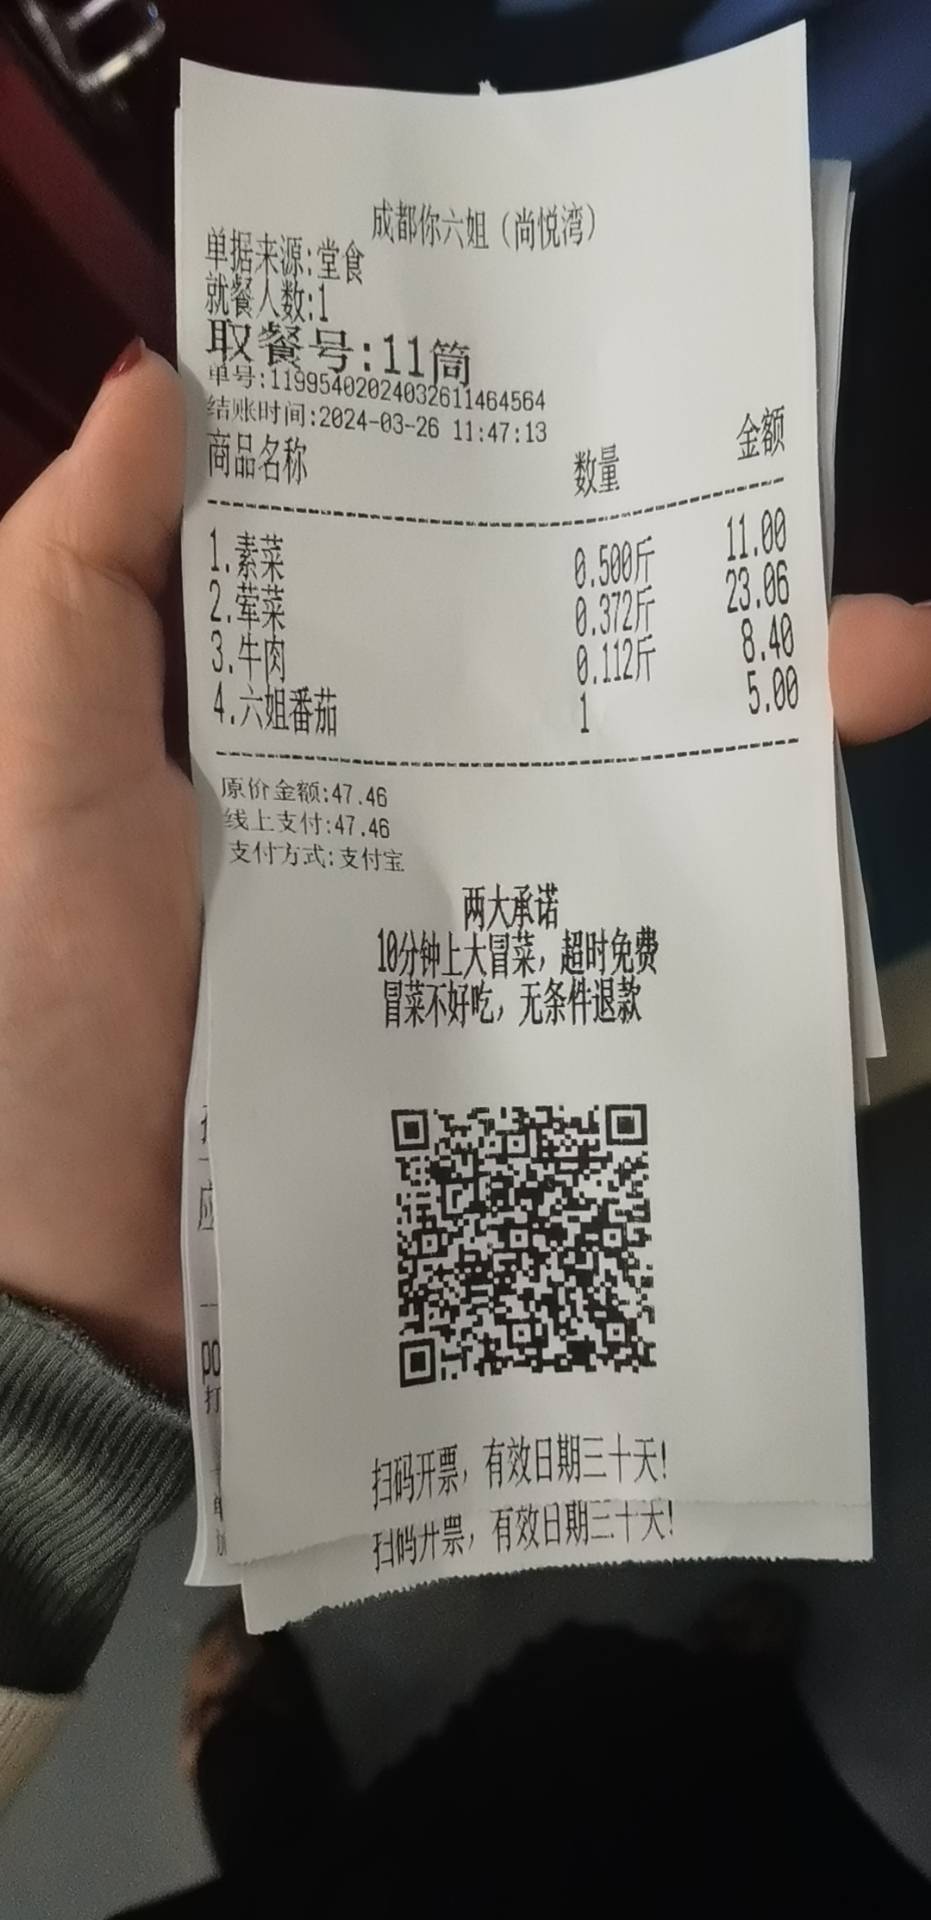 成都你六姐（尚悦湾）
单据来源:堂食
就餐人数:1
取餐号:11筒
单号:11995402024032611464564
结账时间:2024-03-26 11:47:13
商品名称 数量 金额
1.素菜 0.500斤 11.00
2.荤菜 0.372斤 23.06
3.牛肉 0.112斤 8.40
4.六姐番茄 1 5.00
原价金额:47.46
线上支付:47.46
支付方式:支付宝
两大承诺
10分钟上大冒菜，超时免费
冒菜不好吃，无条件退款
扫码开票，有效日期三十天!
扫码开票，有效日期三十天!
应
po
打